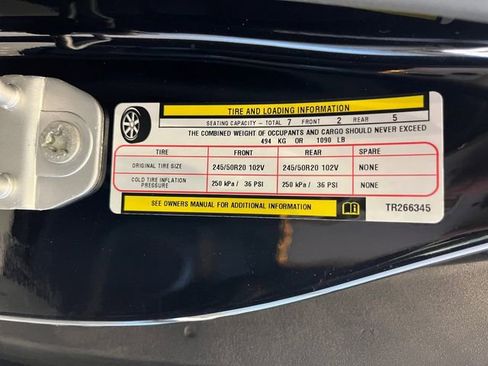 TIRE AND LOADING INFORMATION
SEATING CAPACITY - TOTAL 7 FRONT 2 REAR 5
THE COMBINED WEIGHT OF OCCUPANTS AND CARGO SHOULD NEVER EXCEED
494 KG OR 1090 LB
TIRE FRONT REAR SPARE
ORIGINAL TIRE SIZE 245/50R20 102V 245/50R20 102V NONE
COLD TIRE INFLATION PRESSURE 250 kPa / 36 PSI 250 kPa / 36 PSI NONE
SEE OWNERS MANUAL FOR ADDITIONAL INFORMATION TR266345